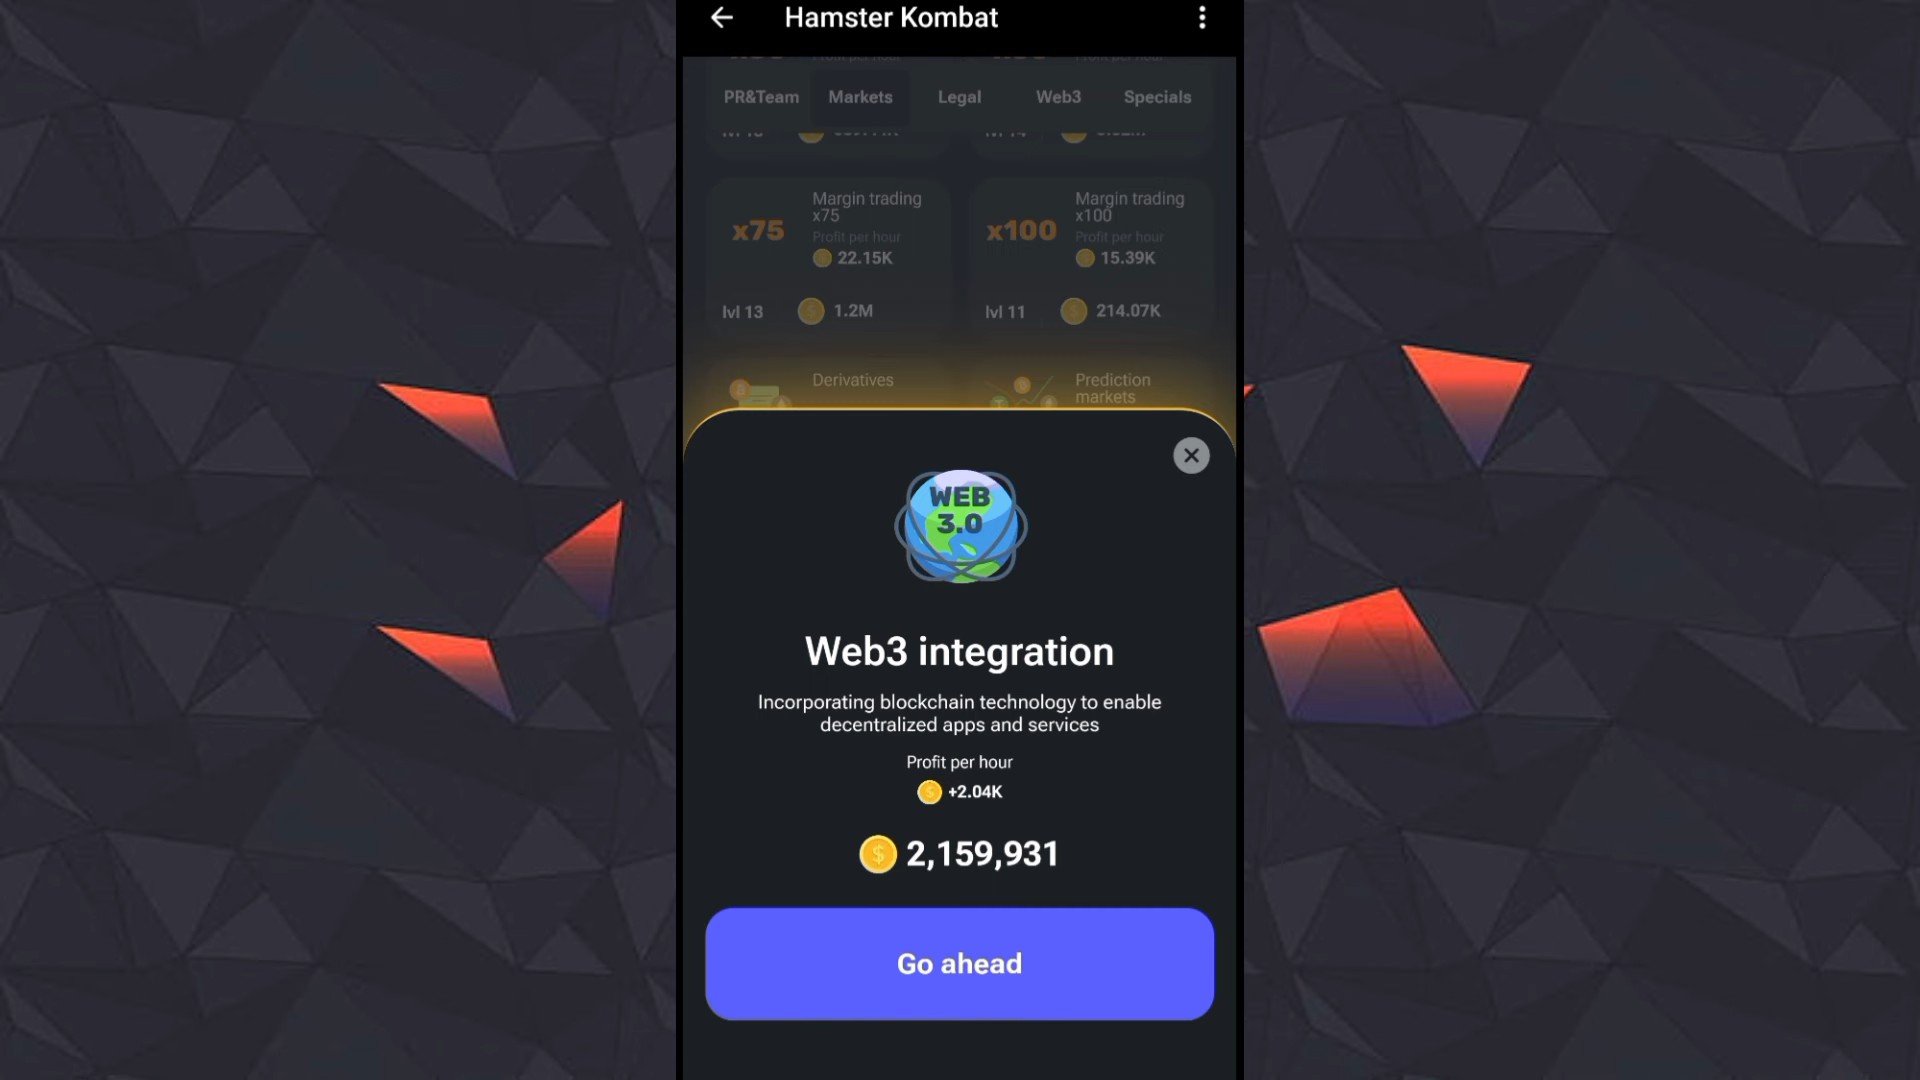 Hamster Kombat
PR&Team Markets Legal Web3 Specials
Margin trading
x75
x75
Profit per hour
22.15K
lvl 13 1.2M
Margin trading
x100
x100
Profit per hour
15.39K
lvl 11 214.07K
Derivatives
Prediction
markets
WEB
3.0
Web3 integration
Incorporating blockchain technology to enable
decentralized apps and services
Profit per hour
+2.04K
2,159,931
Go ahead